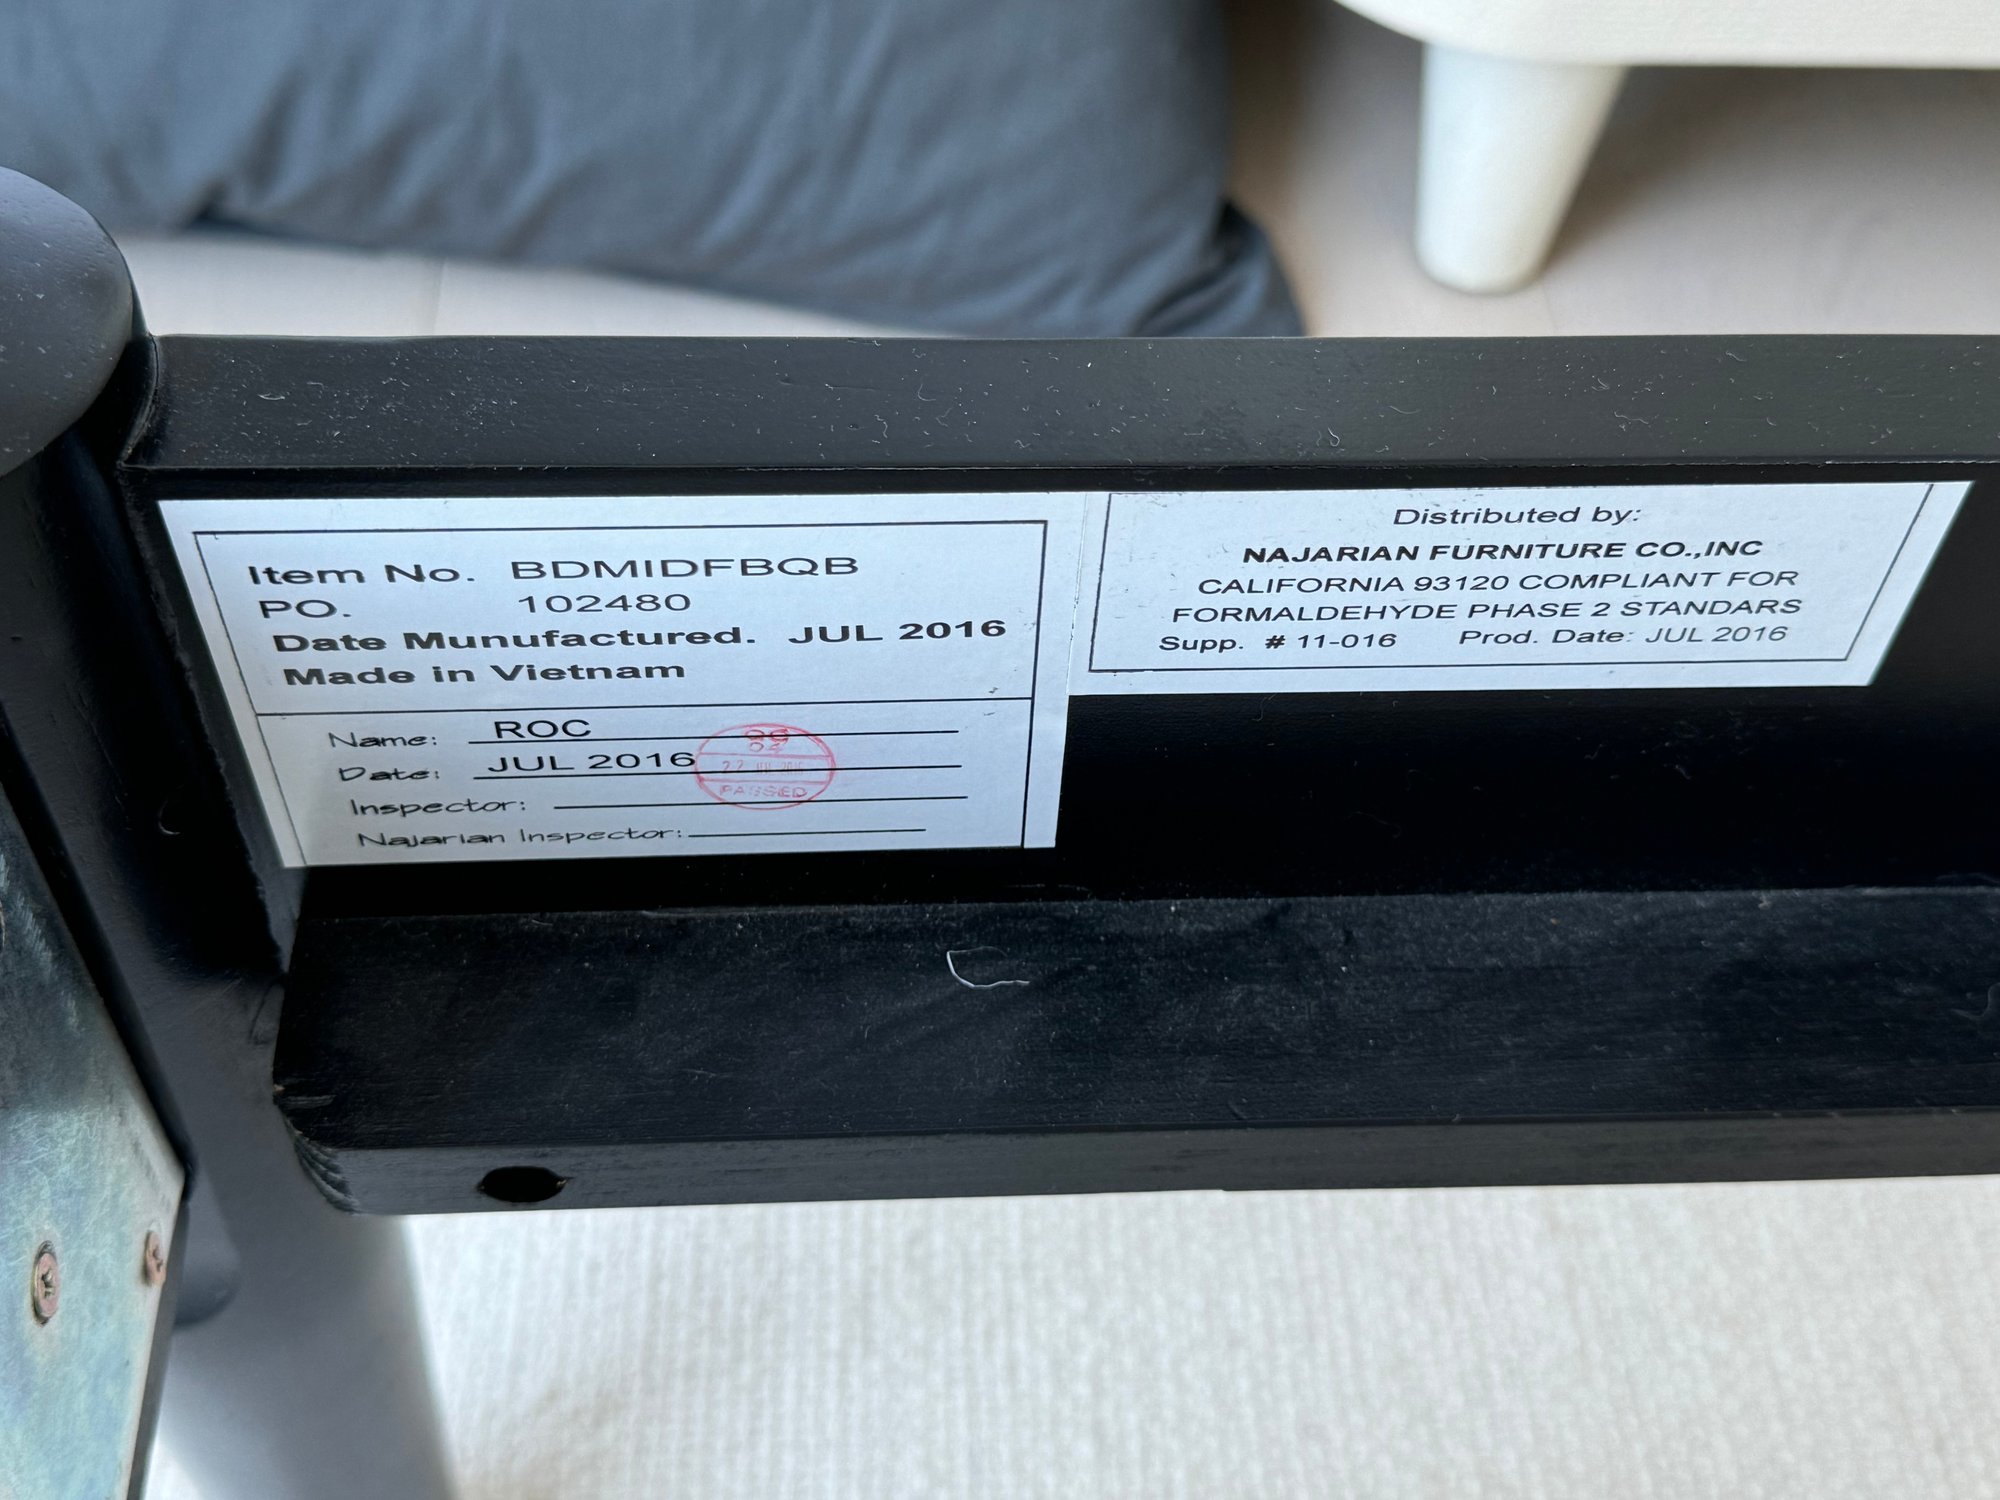 Item No. BDMIDFBQB
PO. 102480
Date Munufactured. JUL 2016
Made in Vietnam
Name: ROC
Date: JUL 2016
Inspector:
Najarian Inspector:
PASSED
Distributed by:
NAJARIAN FURNITURE CO.,INC
CALIFORNIA 93120 COMPLIANT FOR
FORMALDEHYDE PHASE 2 STANDARS
Supp. # 11-016 Prod. Date: JUL 2016